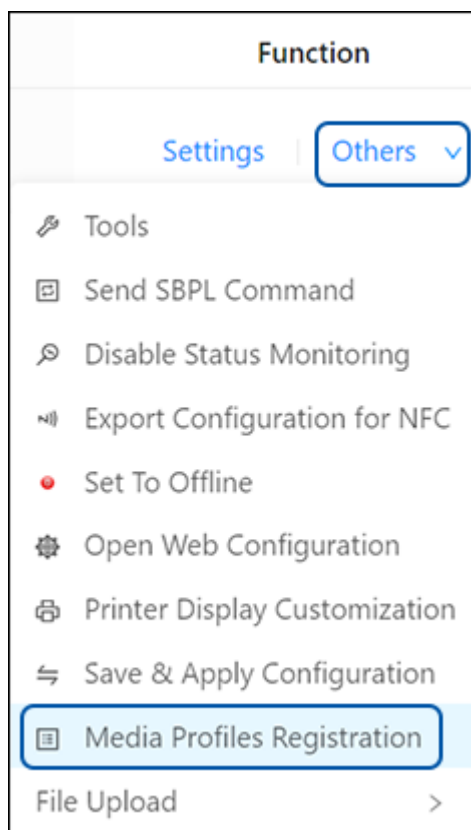 Function
Settings Others
Tools
Send SBPL Command
Disable Status Monitoring
Export Configuration for NFC
Set To Offline
Open Web Configuration
Printer Display Customization
Save & Apply Configuration
Media Profiles Registration
File Upload